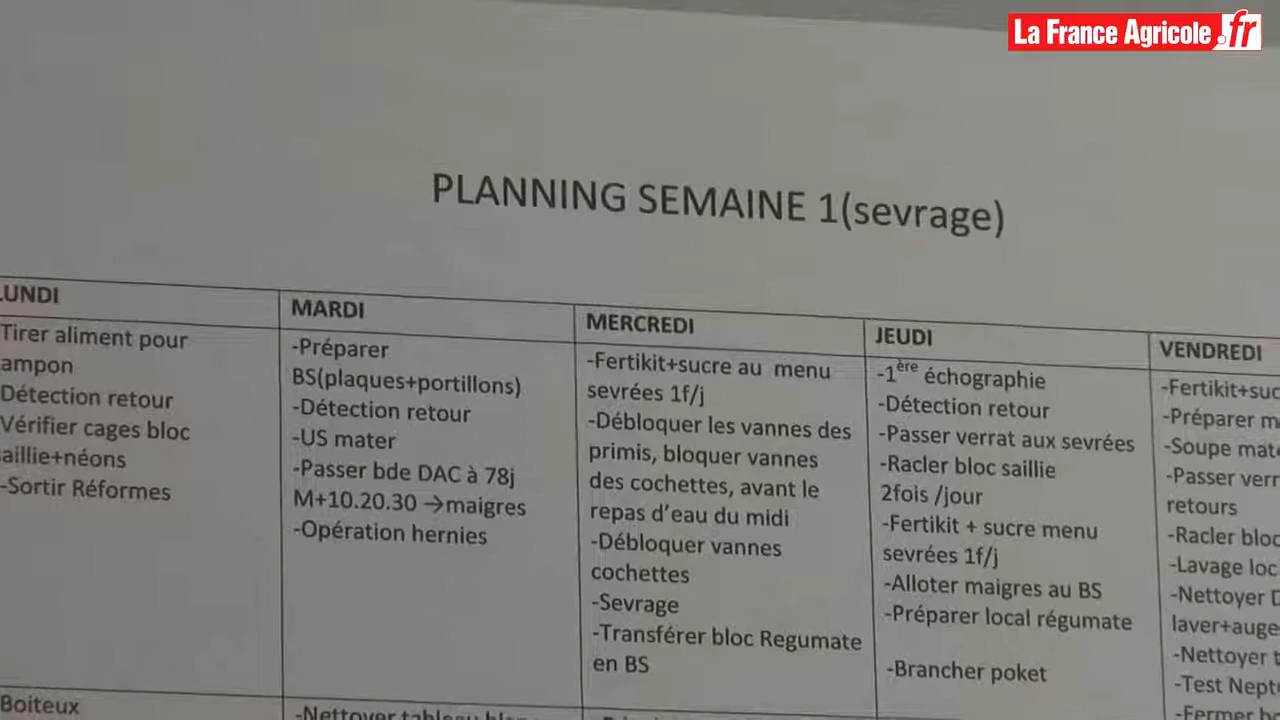 La France Agricole.fr
PLANNING SEMAINE 1(sevrage)
LUNDI
Tirer aliment pour
ampon
Détection retour
Vérifier cages bloc
aillie+néons
-Sortir Réformes
Boiteux
MARDI
-Préparer
BS(plaques+portillons)
-Détection retour
-US mater
-Passer bde DAC à 78j
M+10.20.30 →maigres
-Opération hernies
-Nettoyer tableau
MERCREDI
-Fertikit+sucre au menu
sevrées 1f/j
-Débloquer les vannes des
primis, bloquer vannes
des cochettes, avant le
repas d'eau du midi
-Débloquer vannes
cochettes
-Sevrage
-Transférer bloc Regumate
en BS
JEUDI
-1ère échographie
-Détection retour
-Passer verrat aux sevrées
-Racler bloc saillie
2fois /jour
-Fertikit + sucre menu
sevrées 1f/j
-Alloter maigres au BS
-Préparer local régumate
-Brancher poket
VENDREDI
-Fertikit+suc
-Préparer m
-Soupe mat
-Passer verr
retours
-Racler bloc
-Lavage loc
-Nettoyer D
laver+auge
-Nettoyer t
-Test Nept
-Fermer